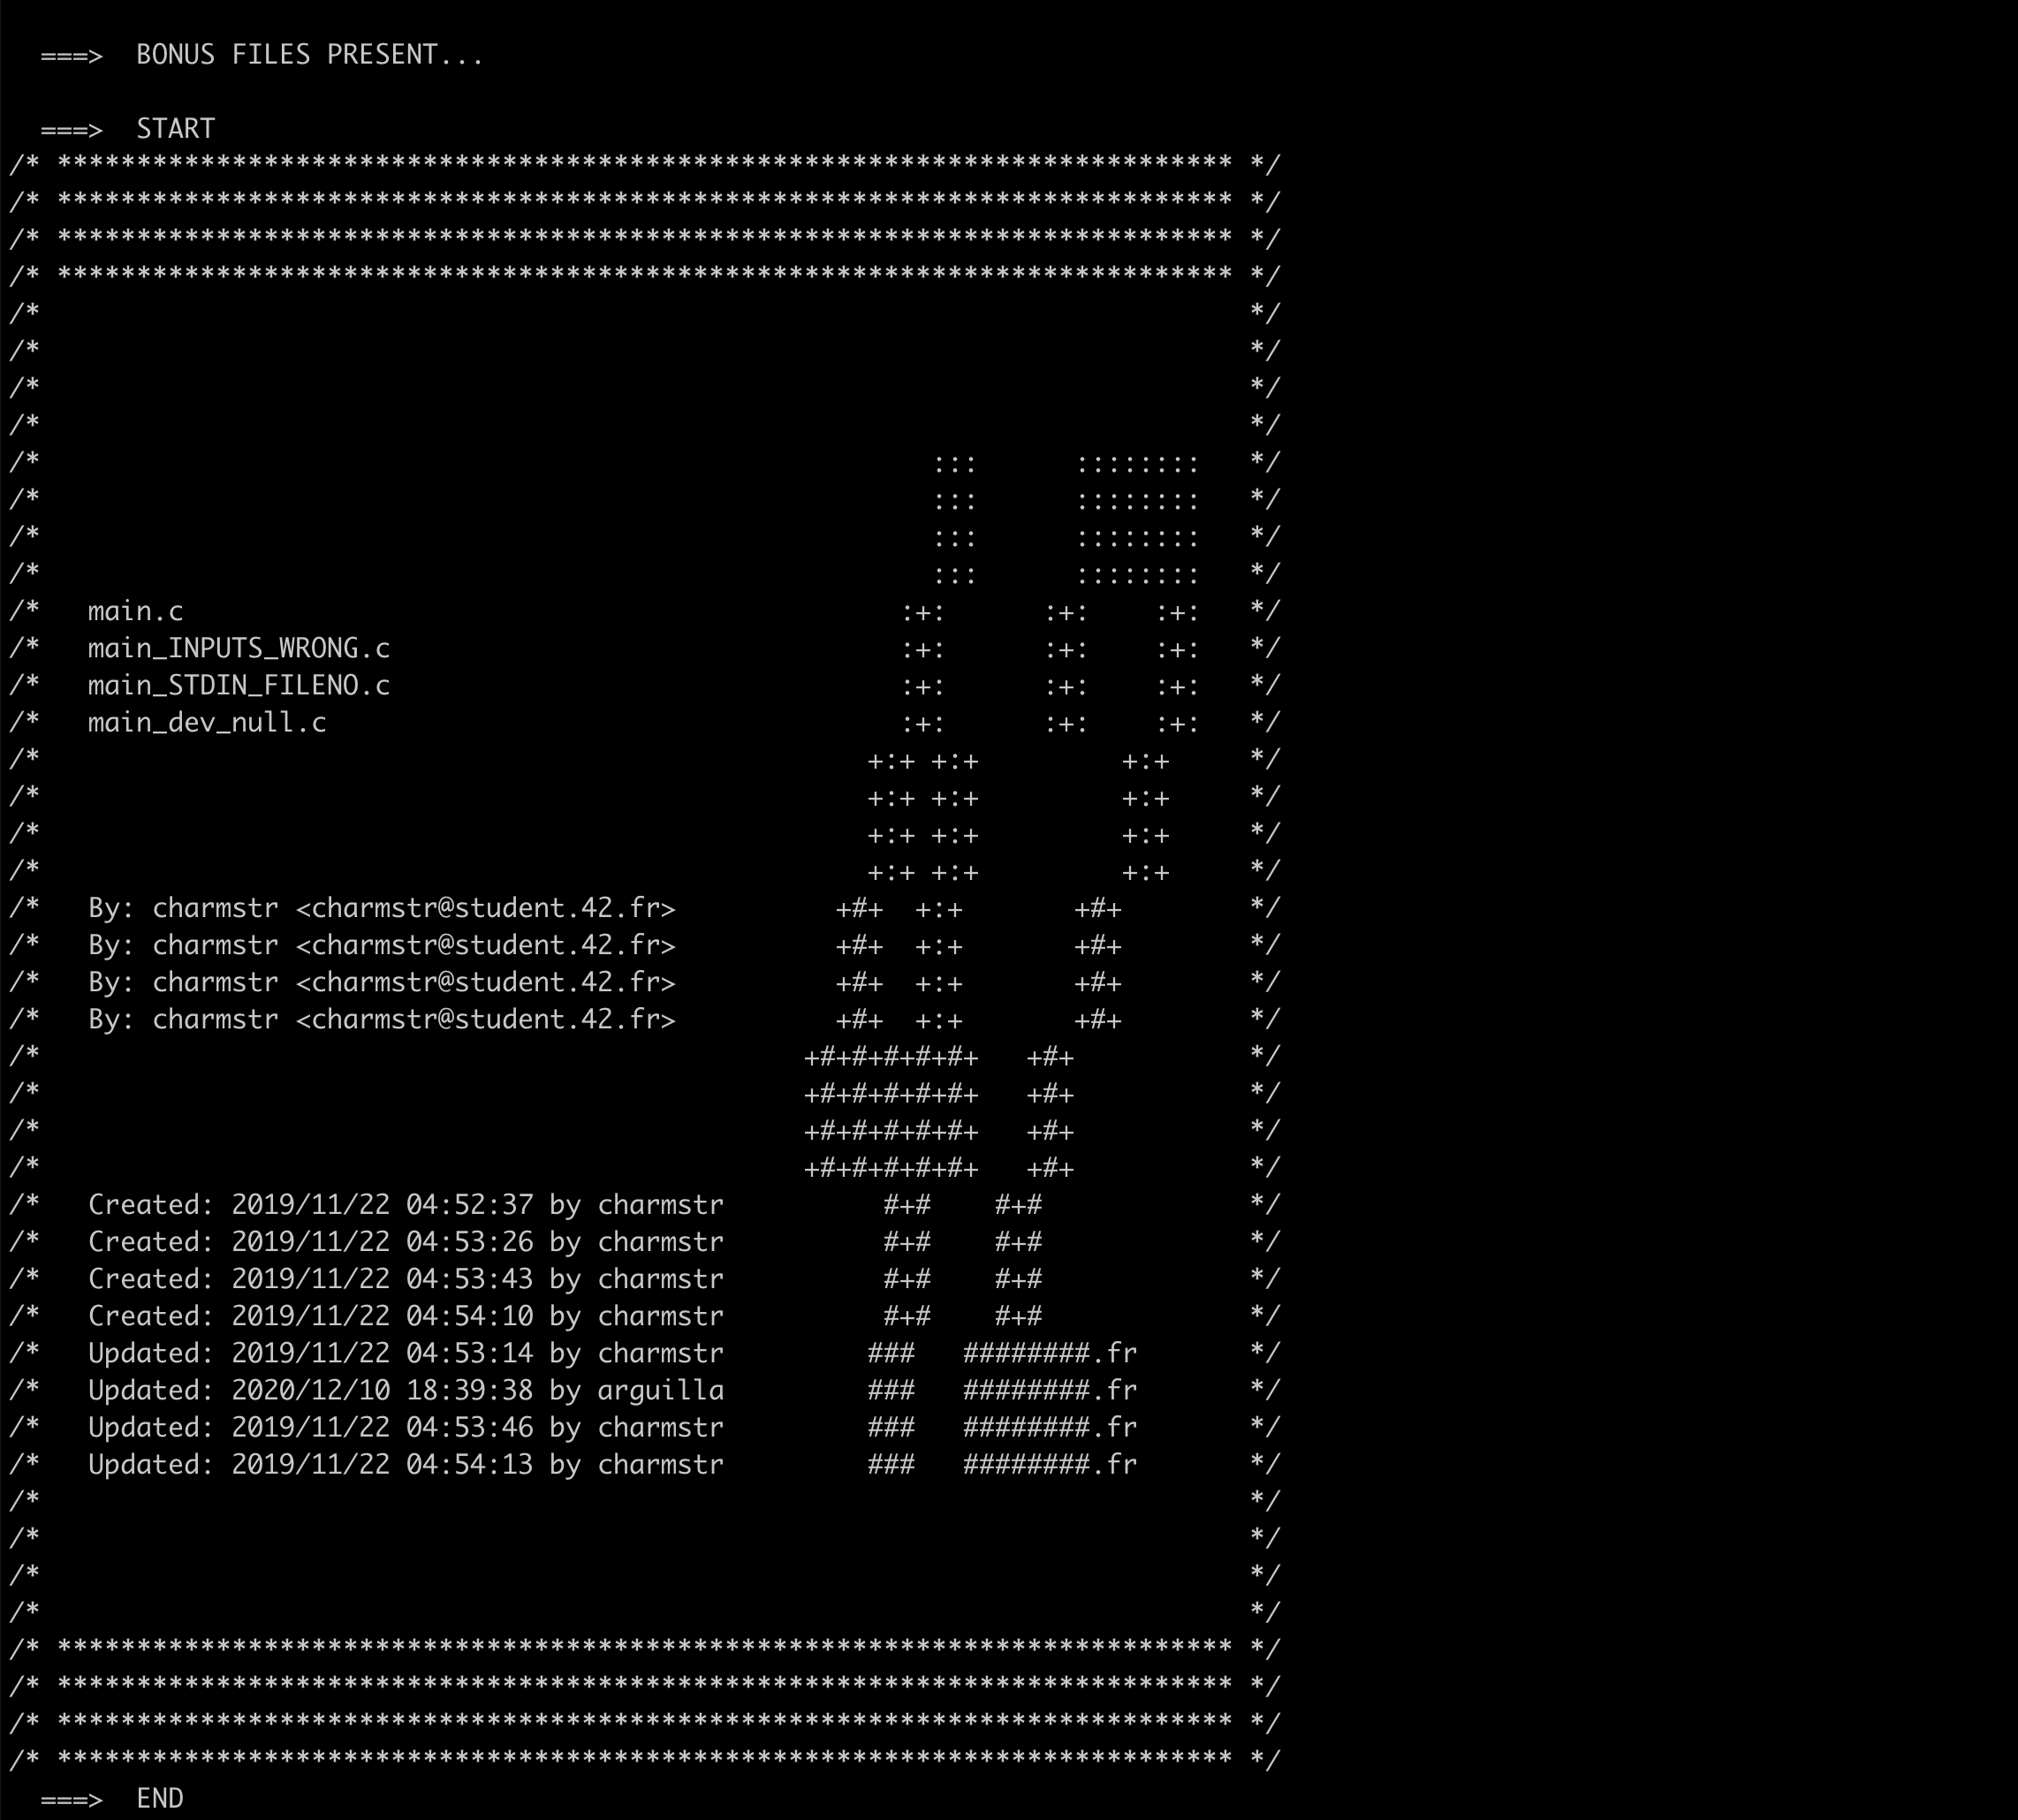 ===>  BONUS FILES PRESENT...

  ===>  START
/* ************************************************************************** */
/* ************************************************************************** */
/* ************************************************************************** */
/* ************************************************************************** */
/*                                                                            */
/*                                                                            */
/*                                                                            */
/*                                                                            */
/*                                                        :::      ::::::::   */
/*                                                        :::      ::::::::   */
/*                                                        :::      ::::::::   */
/*                                                        :::      ::::::::   */
/*   main.c                                             :+:      :+:    :+:   */
/*   main_INPUTS_WRONG.c                                :+:      :+:    :+:   */
/*   main_STDIN_FILENO.c                                :+:      :+:    :+:   */
/*   main_dev_null.c                                    :+:      :+:    :+:   */
/*                                                    +:+ +:+         +:+     */
/*                                                    +:+ +:+         +:+     */
/*                                                    +:+ +:+         +:+     */
/*                                                    +:+ +:+         +:+     */
/*   By: charmstr <charmstr@student.42.fr>          +#+  +:+       +#+        */
/*   By: charmstr <charmstr@student.42.fr>          +#+  +:+       +#+        */
/*   By: charmstr <charmstr@student.42.fr>          +#+  +:+       +#+        */
/*   By: charmstr <charmstr@student.42.fr>          +#+  +:+       +#+        */
/*                                                +#+#+#+#+#+   +#+           */
/*                                                +#+#+#+#+#+   +#+           */
/*                                                +#+#+#+#+#+   +#+           */
/*                                                +#+#+#+#+#+   +#+           */
/*   Created: 2019/11/22 04:52:37 by charmstr          #+#    #+#             */
/*   Created: 2019/11/22 04:53:26 by charmstr          #+#    #+#             */
/*   Created: 2019/11/22 04:53:43 by charmstr          #+#    #+#             */
/*   Created: 2019/11/22 04:54:10 by charmstr          #+#    #+#             */
/*   Updated: 2019/11/22 04:53:14 by charmstr         ###   ########.fr       */
/*   Updated: 2020/12/10 18:39:38 by arguilla         ###   ########.fr       */
/*   Updated: 2019/11/22 04:53:46 by charmstr         ###   ########.fr       */
/*   Updated: 2019/11/22 04:54:13 by charmstr         ###   ########.fr       */
/*                                                                            */
/*                                                                            */
/*                                                                            */
/*                                                                            */
/* ************************************************************************** */
/* ************************************************************************** */
/* ************************************************************************** */
/* ************************************************************************** */
  ===>  END